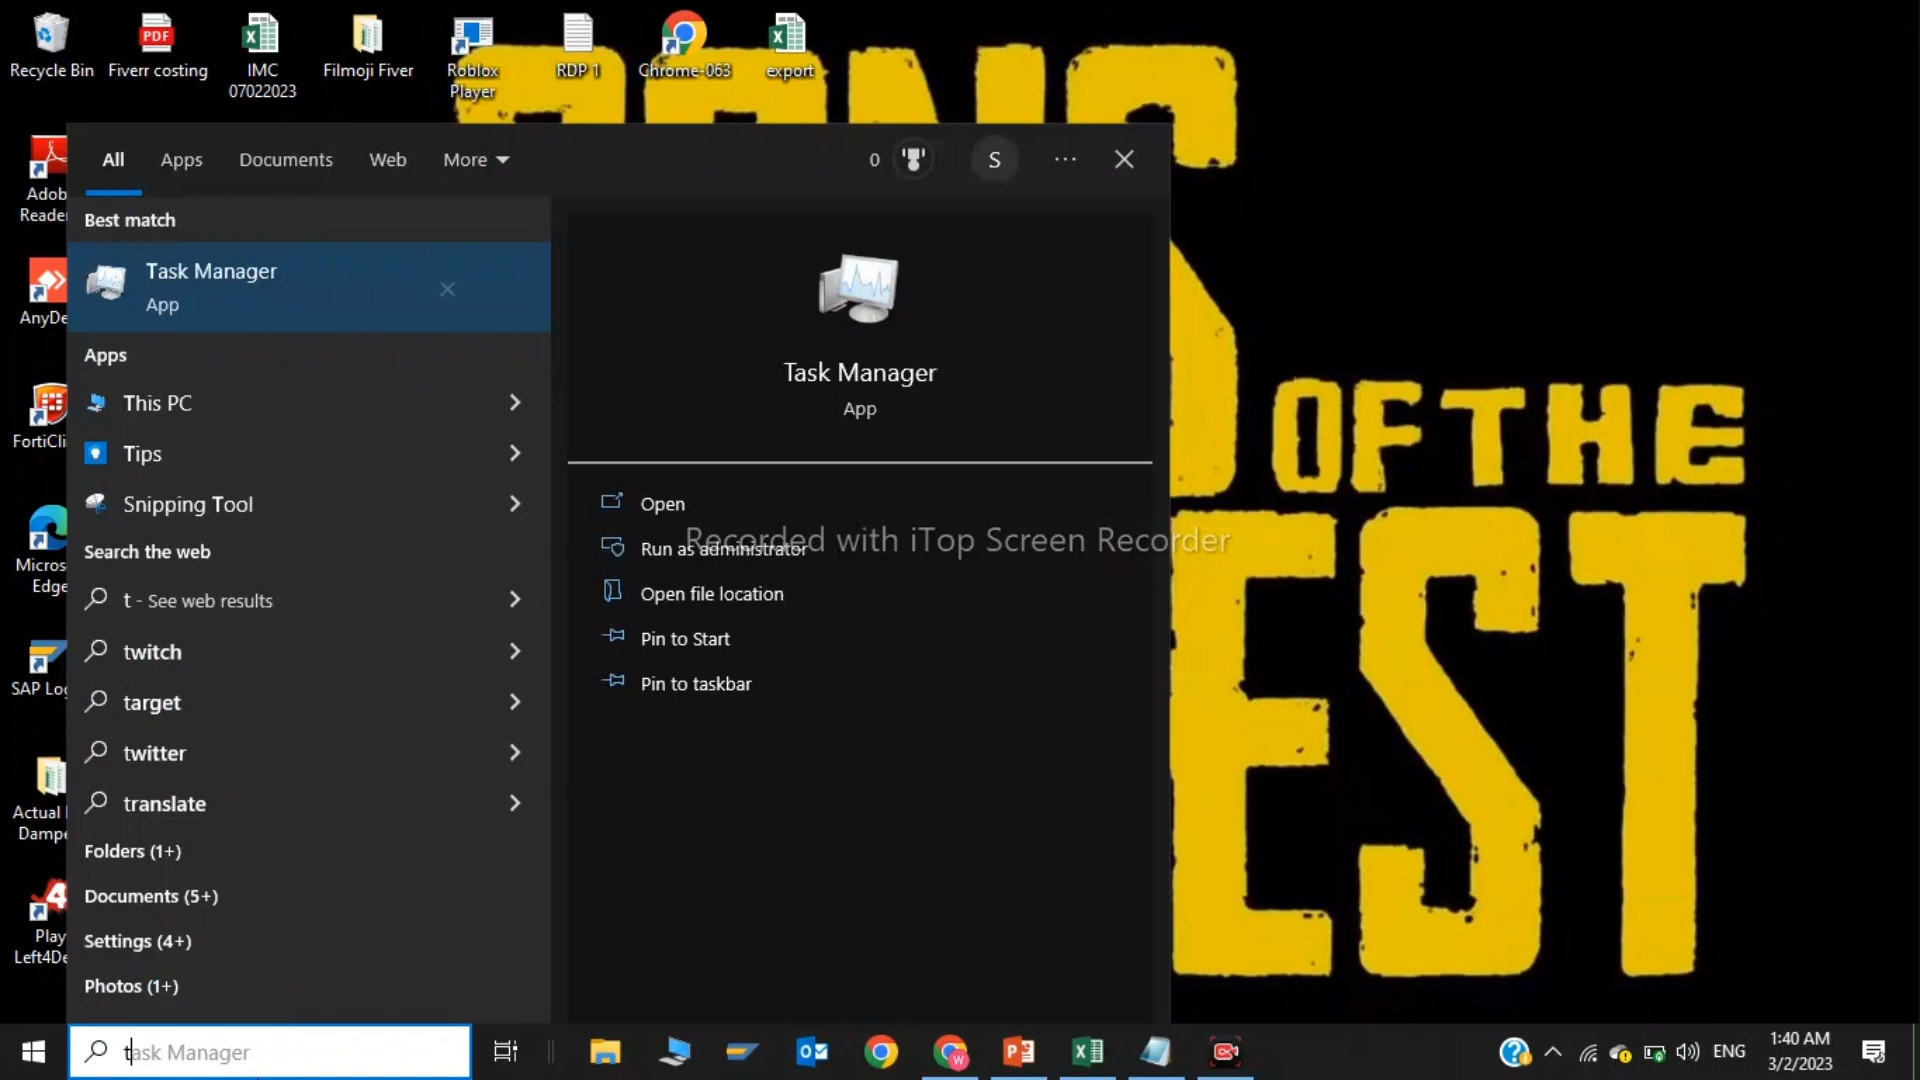 Recycle Bin
Fiverr costing
IMC
07022023
Filmoji Fiver
Roblox
Player
RDP 1
Chrome-063
export
PDF
All
Apps
Documents
Web
More
0
S
Best match
Task Manager
App
Apps
This PC
Tips
Snipping Tool
Search the web
t - See web results
twitch
target
twitter
translate
Folders (1+)
Documents (5+)
Settings (4+)
Photos (1+)
Task Manager
App
Open
Run as administrator
Open file location
Pin to Start
Pin to taskbar
Recorded with iTop Screen Recorder
Adob
Reade
AnyDe
FortiCli
Micros
Edge
SAP Log
Actual
Dampe
Play
Left4De
OF THE
EST
task Manager
ENG
1:40 AM
3/2/2023